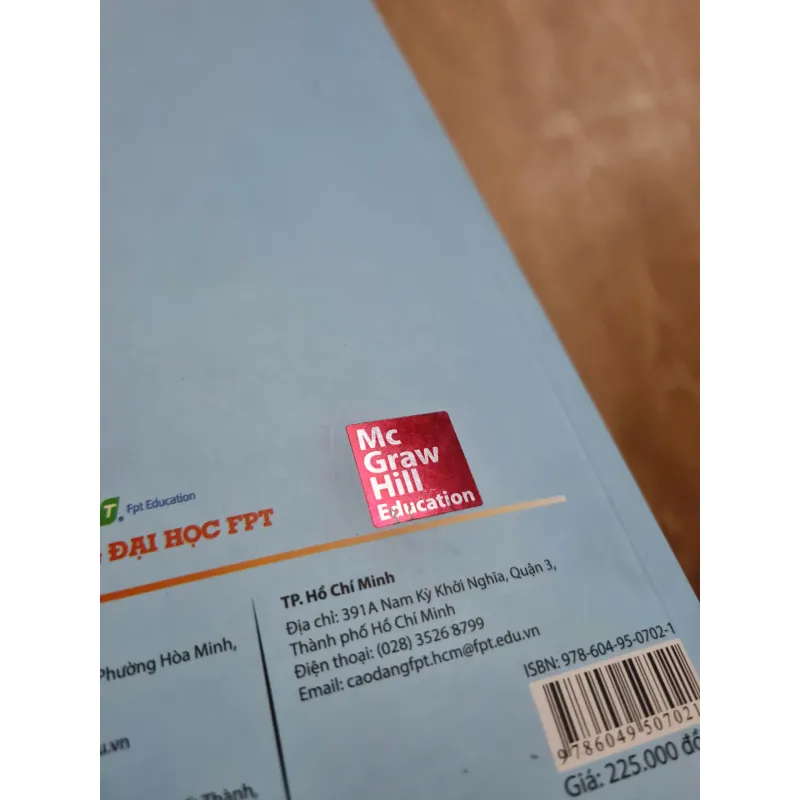 Mc
Graw
Hill
Education
Fpt Education
ĐẠI HỌC FPT
Phường Hòa Minh,
TP. Hồ Chí Minh
Địa chỉ: 391A Nam Kỳ Khởi Nghĩa, Quận 3,
Thành phố Hồ Chí Minh
Điện thoại: (028) 3526 8799
Email: caodangfpt.hcm@fpt.edu.vn
ISBN: 978-604-95-0702-1
9786049507021
Giá: 225.000